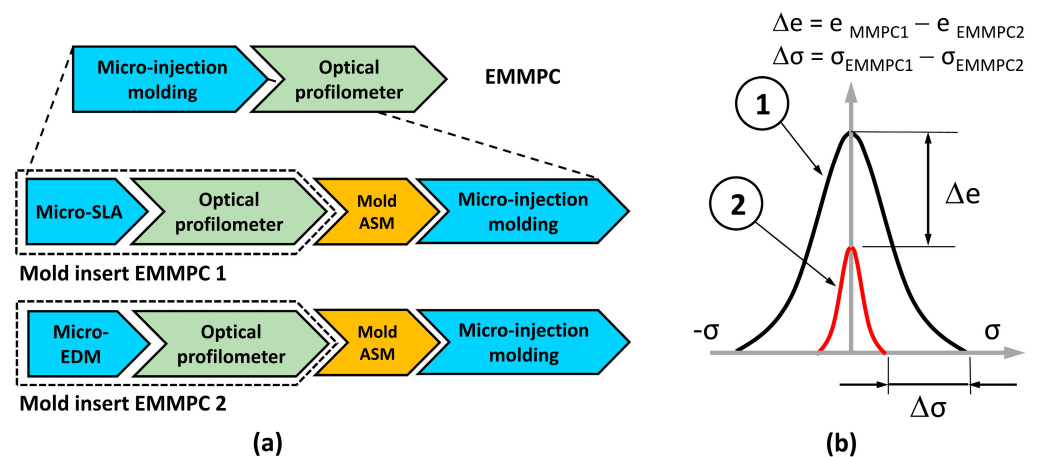 Micro-injection
molding
Optical
profilometer
EMMPC
Micro-SLA
Optical
profilometer
Mold
ASM
Micro-injection
molding
Mold insert EMMPC 1
Micro-
EDM
Optical
profilometer
Mold
ASM
Micro-injection
molding
Mold insert EMMPC 2
(a)
Δe = e MMPC1 − e EMMPC2
Δσ = σEMMPC1 − σEMMPC2
1
2
Δe
-σ
σ
Δσ
(b)